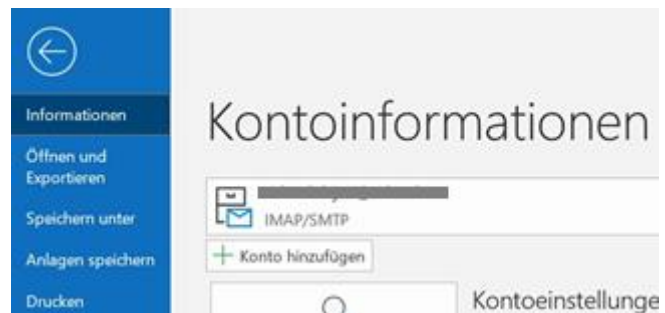 Informationen
Öffnen und
Exportieren
Speichern unter
Anlagen speichern
Drucken
Kontoinformationen
IMAP/SMTP
Konto hinzufügen
Kontoeinstellunge